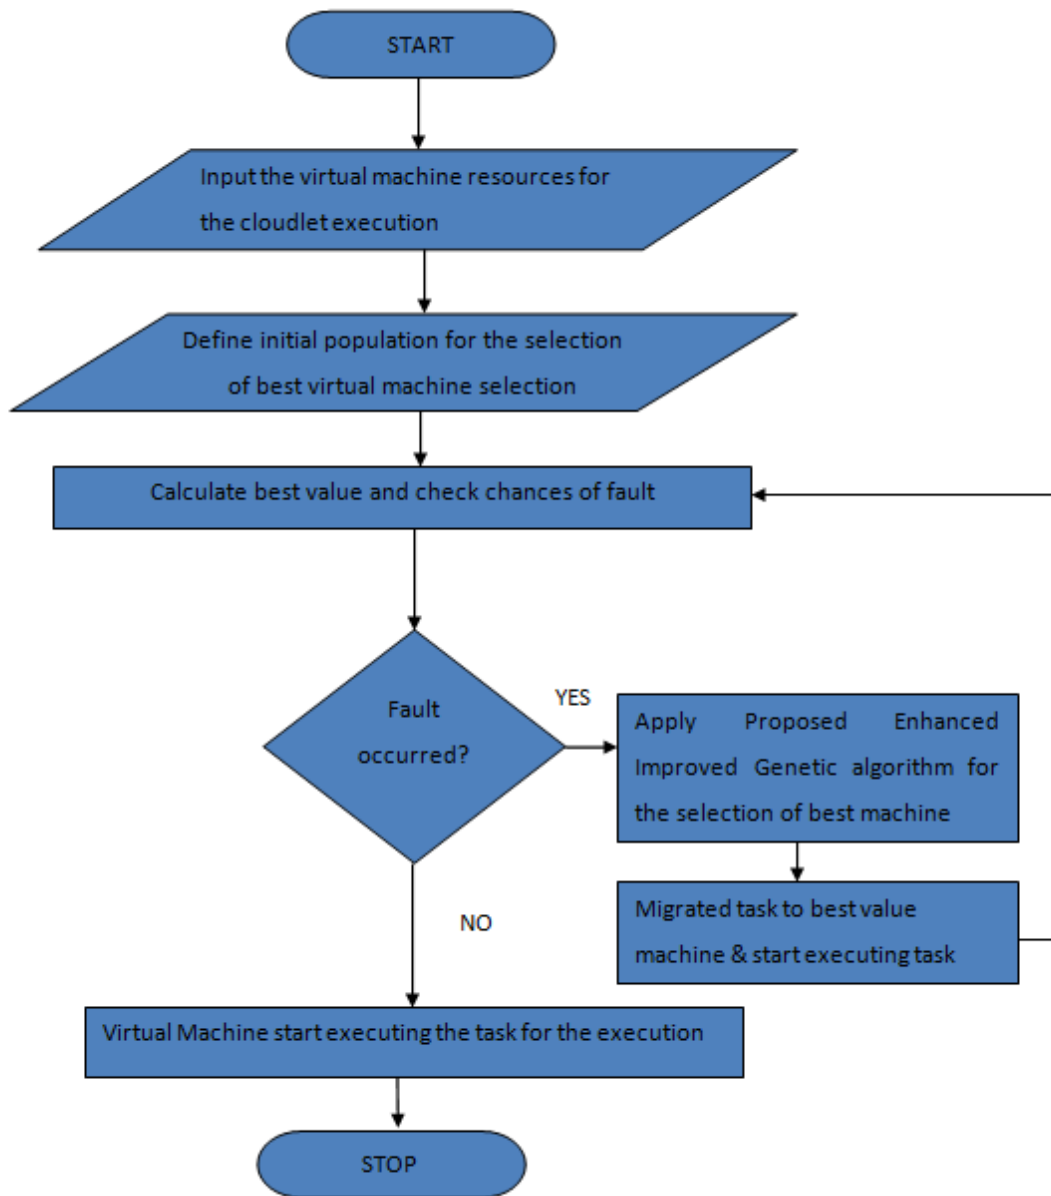 START
Input the virtual machine resources for
the cloudlet execution
Define initial population for the selection
of best virtual machine selection
Calculate best value and check chances of fault
Fault
occurred?
YES
Apply Proposed Enhanced
Improved Genetic algorithm for
the selection of best machine
Migrated task to best value
machine & start executing task
NO
Virtual Machine start executing the task for the execution
STOP